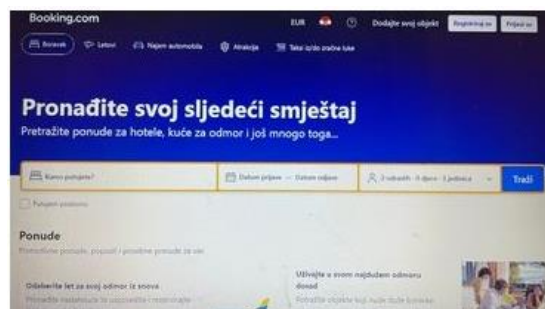 Booking.com
EUR
Dodajte svoj objekt
Registriraj se
Prijavi se
Boravak
Letovi
Najam automobila
Atrakcije
Taksi iz/do zračne luke
Pronađite svoj sljedeći smještaj
Pretražite ponude za hotele, kuće za odmor i još mnogo toga...
Kamo putujete?
Datum prijave — Datum odjave
2 odraslih · 0 djece · 1 jedinica
Traži
Putujem poslovno
Ponude
Promotivne ponude, popusti i posebne ponude za vas
Odaberite let za svoj odmor iz snova
Uživajte u svom najdužem odmoru
dosad